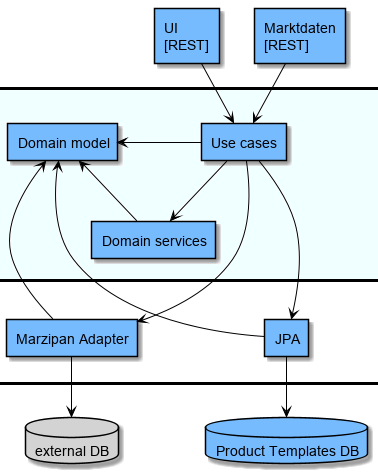 UI
[REST]
Marktdaten
[REST]
Domain model
Use cases
Domain services
Marzipan Adapter
JPA
external DB
Product Templates DB